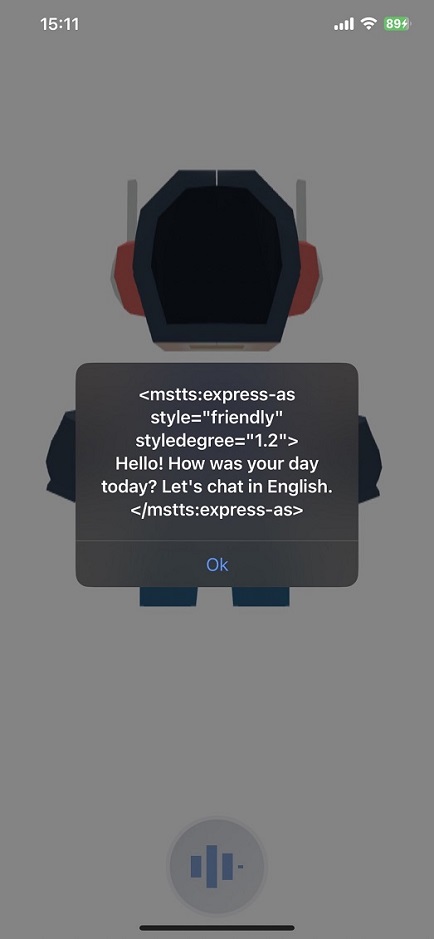 15:11
89
<mstts:express-as
style="friendly"
styledegree="1.2">
Hello! How was your day
today? Let's chat in English.
</mstts:express-as>
Ok